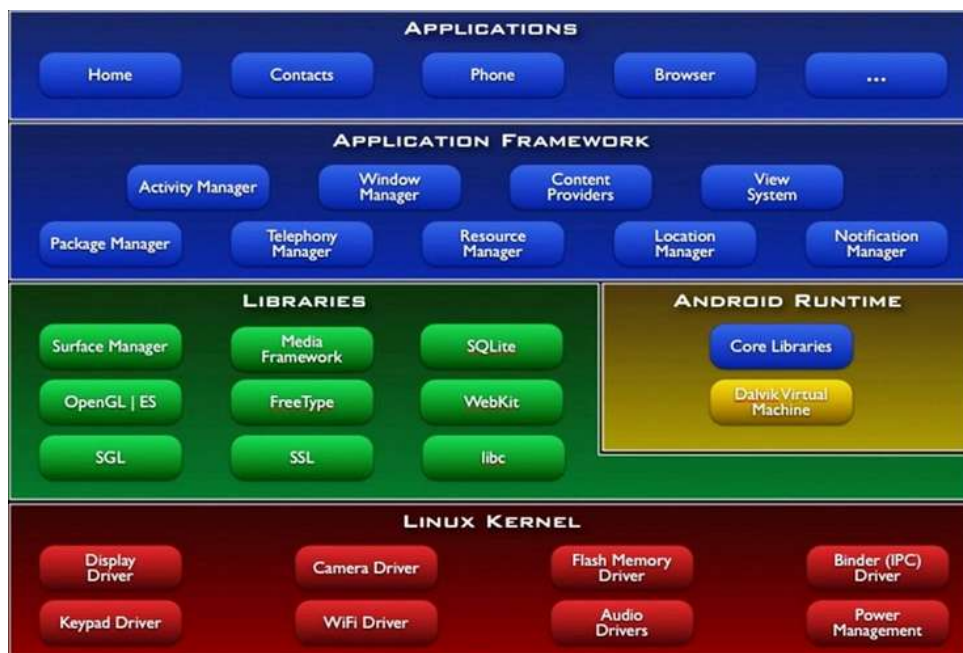 APPLICATIONS
Home
Contacts
Phone
Browser
...
APPLICATION FRAMEWORK
Activity Manager
Window
Manager
Content
Providers
View
System
Package Manager
Telephony
Manager
Resource
Manager
Location
Manager
Notification
Manager
LIBRARIES
Surface Manager
Media
Framework
SQLite
OpenGL | ES
FreeType
WebKit
SGL
SSL
libc
ANDROID RUNTIME
Core Libraries
Dalvik Virtual
Machine
LINUX KERNEL
Display
Driver
Camera Driver
Flash Memory
Driver
Binder (IPC)
Driver
Keypad Driver
WiFi Driver
Audio
Drivers
Power
Management